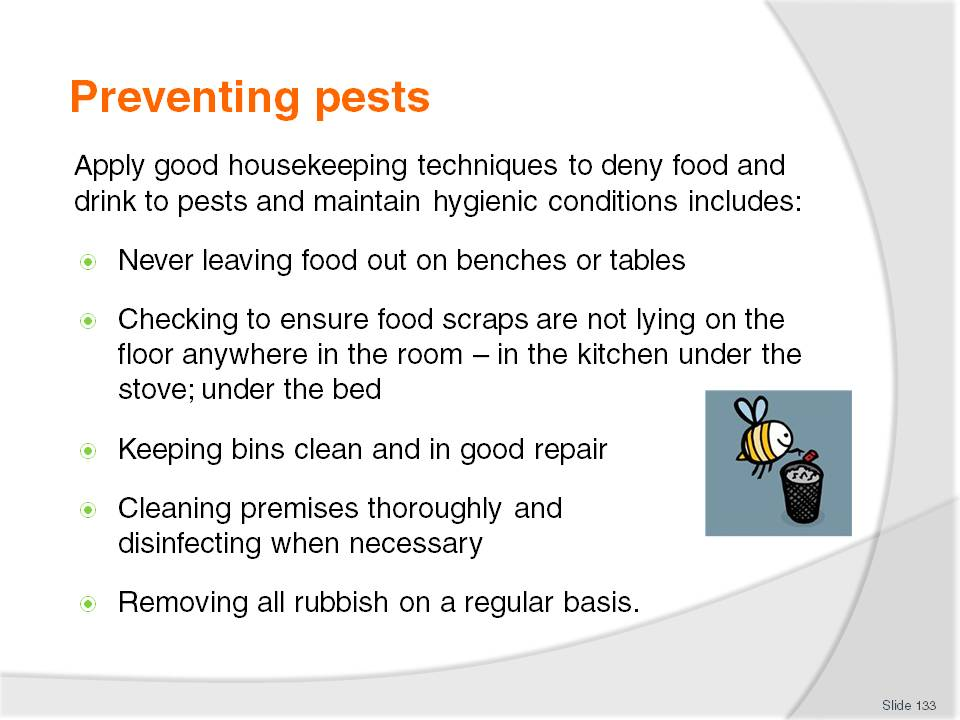 Preventing pests
Apply good housekeeping techniques to deny food and
drink to pests and maintain hygienic conditions includes:
Never leaving food out on benches or tables
Checking to ensure food scraps are not lying on the
floor anywhere in the room – in the kitchen under the
stove; under the bed
Keeping bins clean and in good repair
Cleaning premises thoroughly and
disinfecting when necessary
Removing all rubbish on a regular basis.
Slide 133